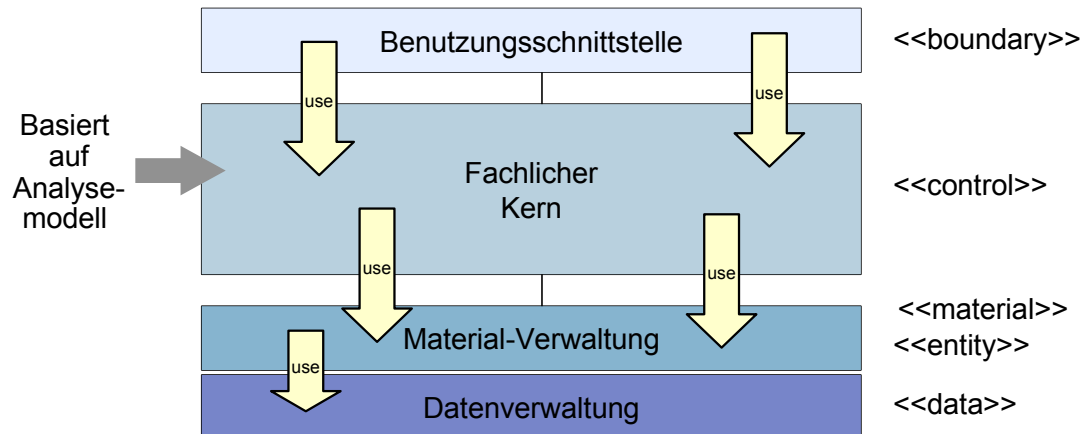 Benutzungsschnittstelle
<<boundary>>
use
use
Basiert
auf
Analyse-
modell
Fachlicher
Kern
<<control>>
use
use
Material-Verwaltung
<<material>>
<<entity>>
use
Datenverwaltung
<<data>>